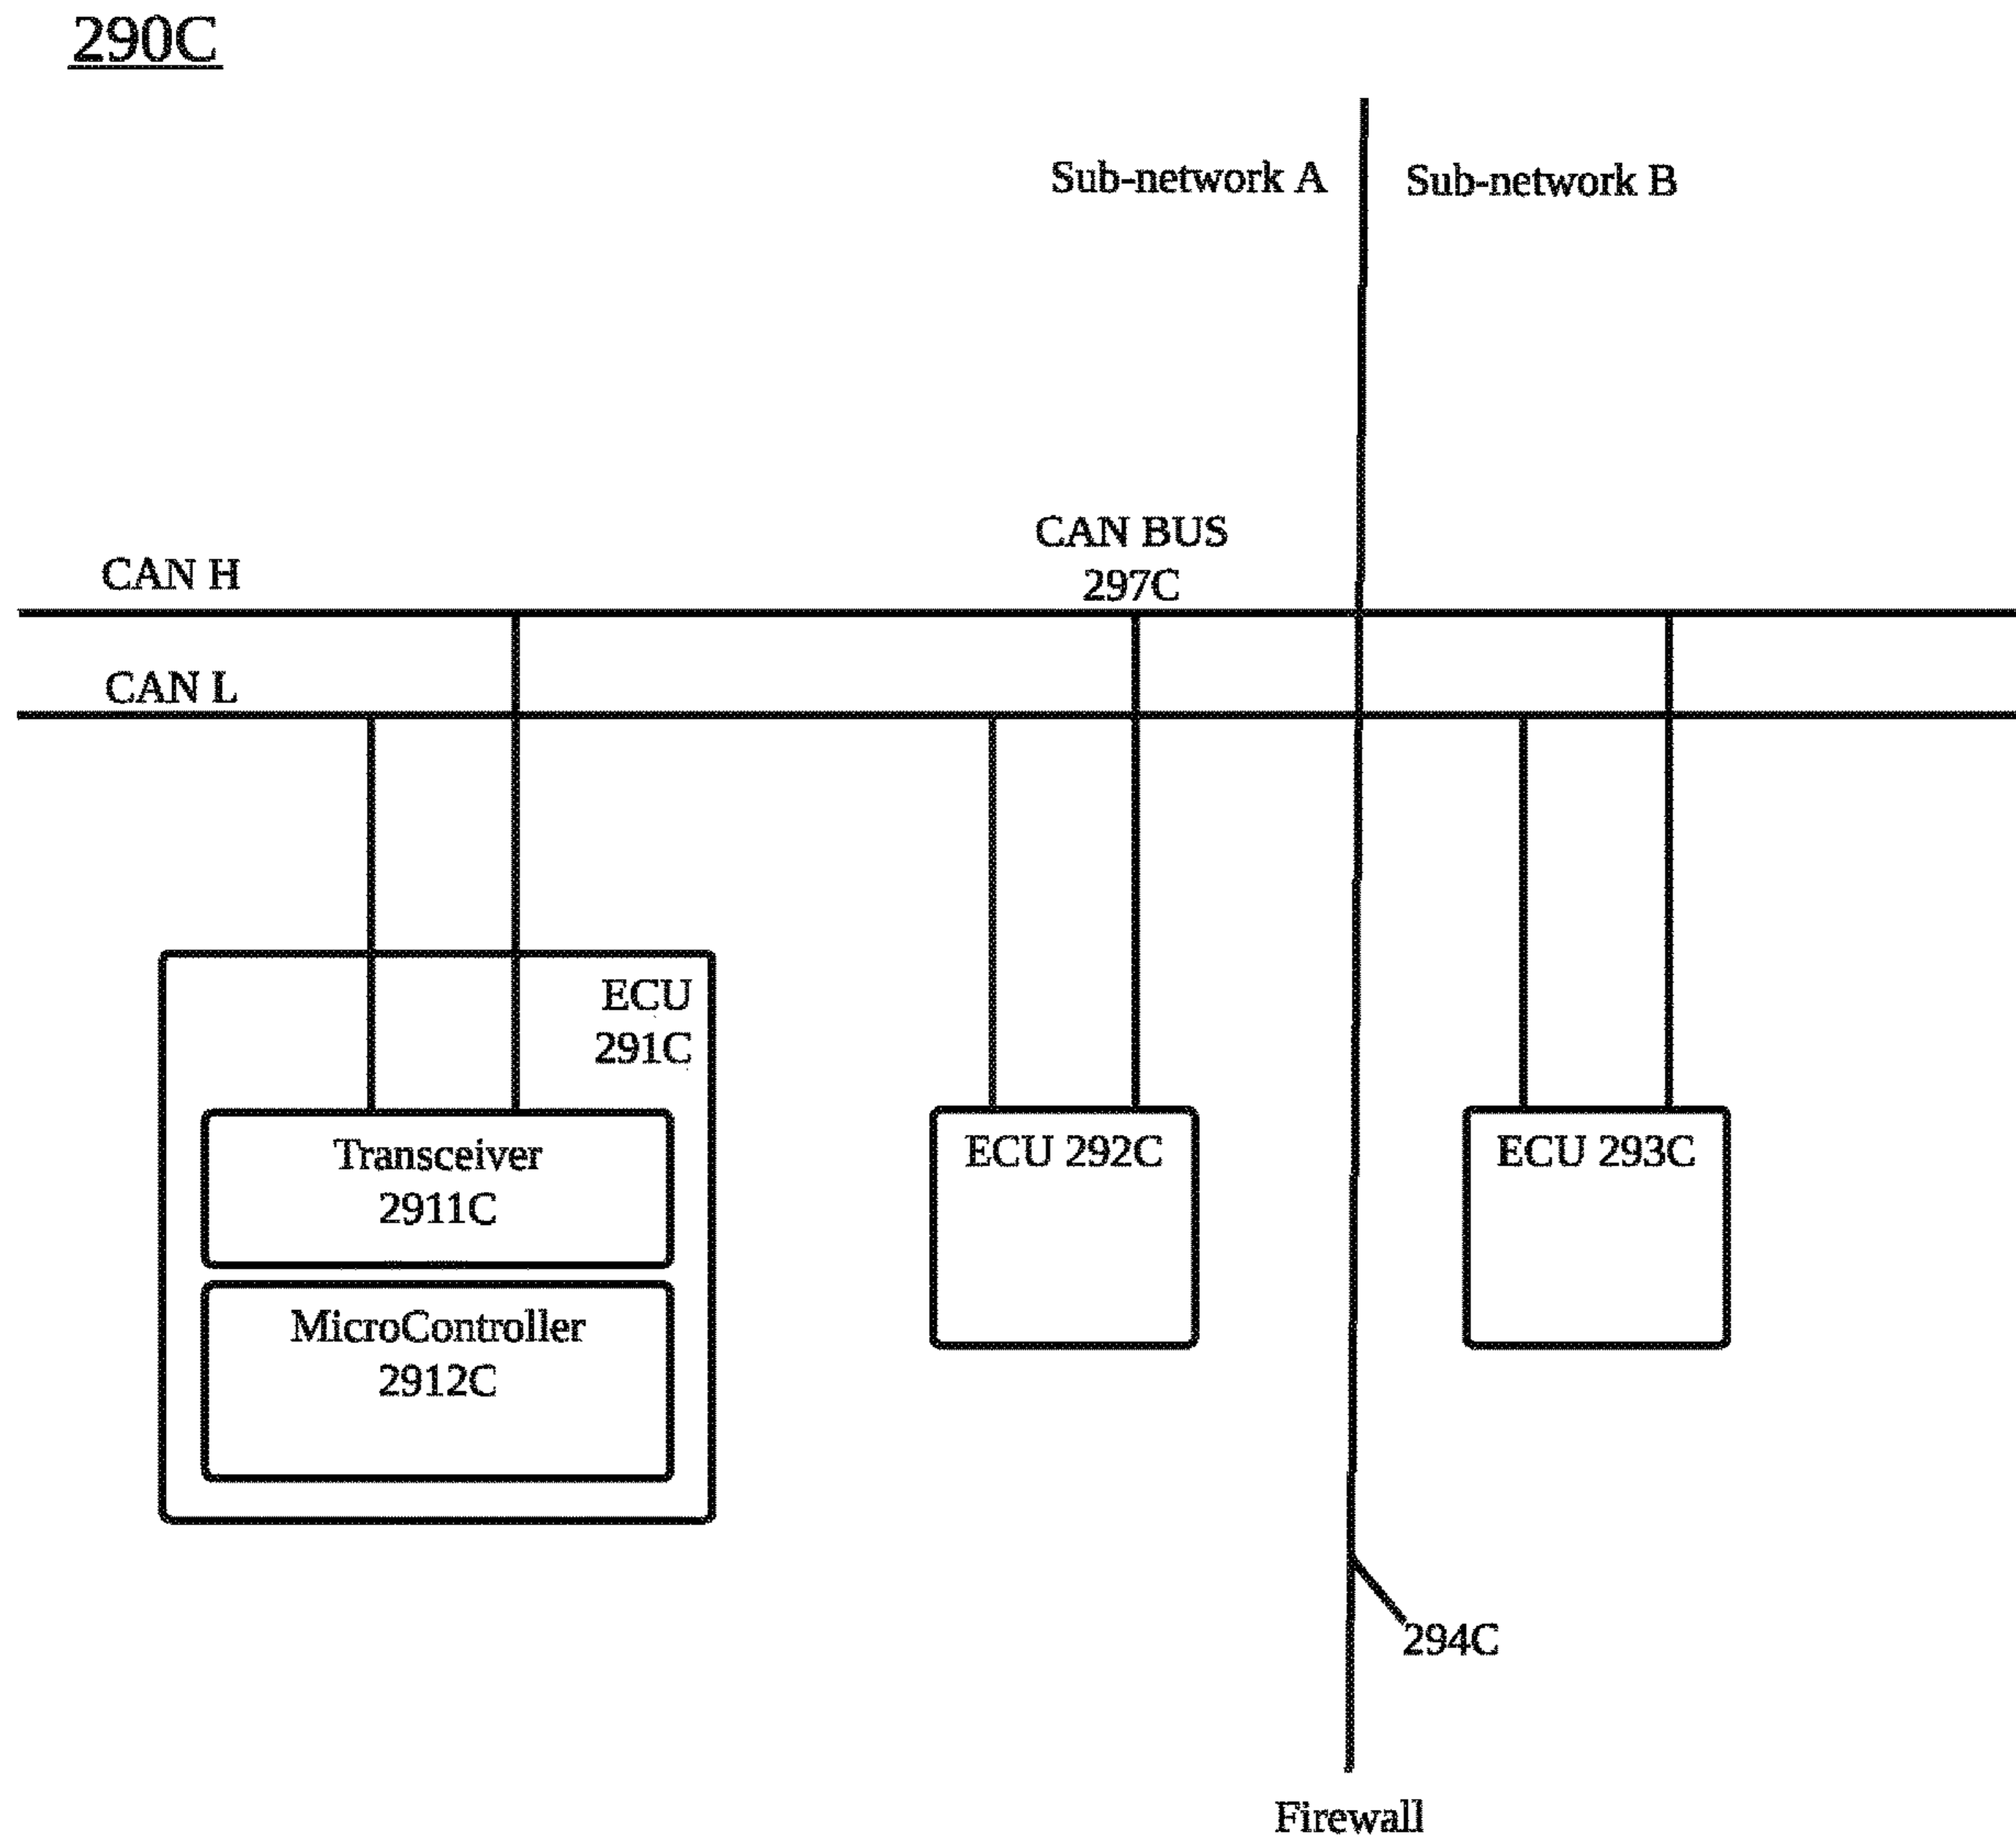 290C
Sub-network A
Sub-network B
CAN BUS
297C
CAN H
CAN L
ECU
291C
Transceiver
2911C
MicroController
2912C
ECU 292C
ECU 293C
294C
Firewall